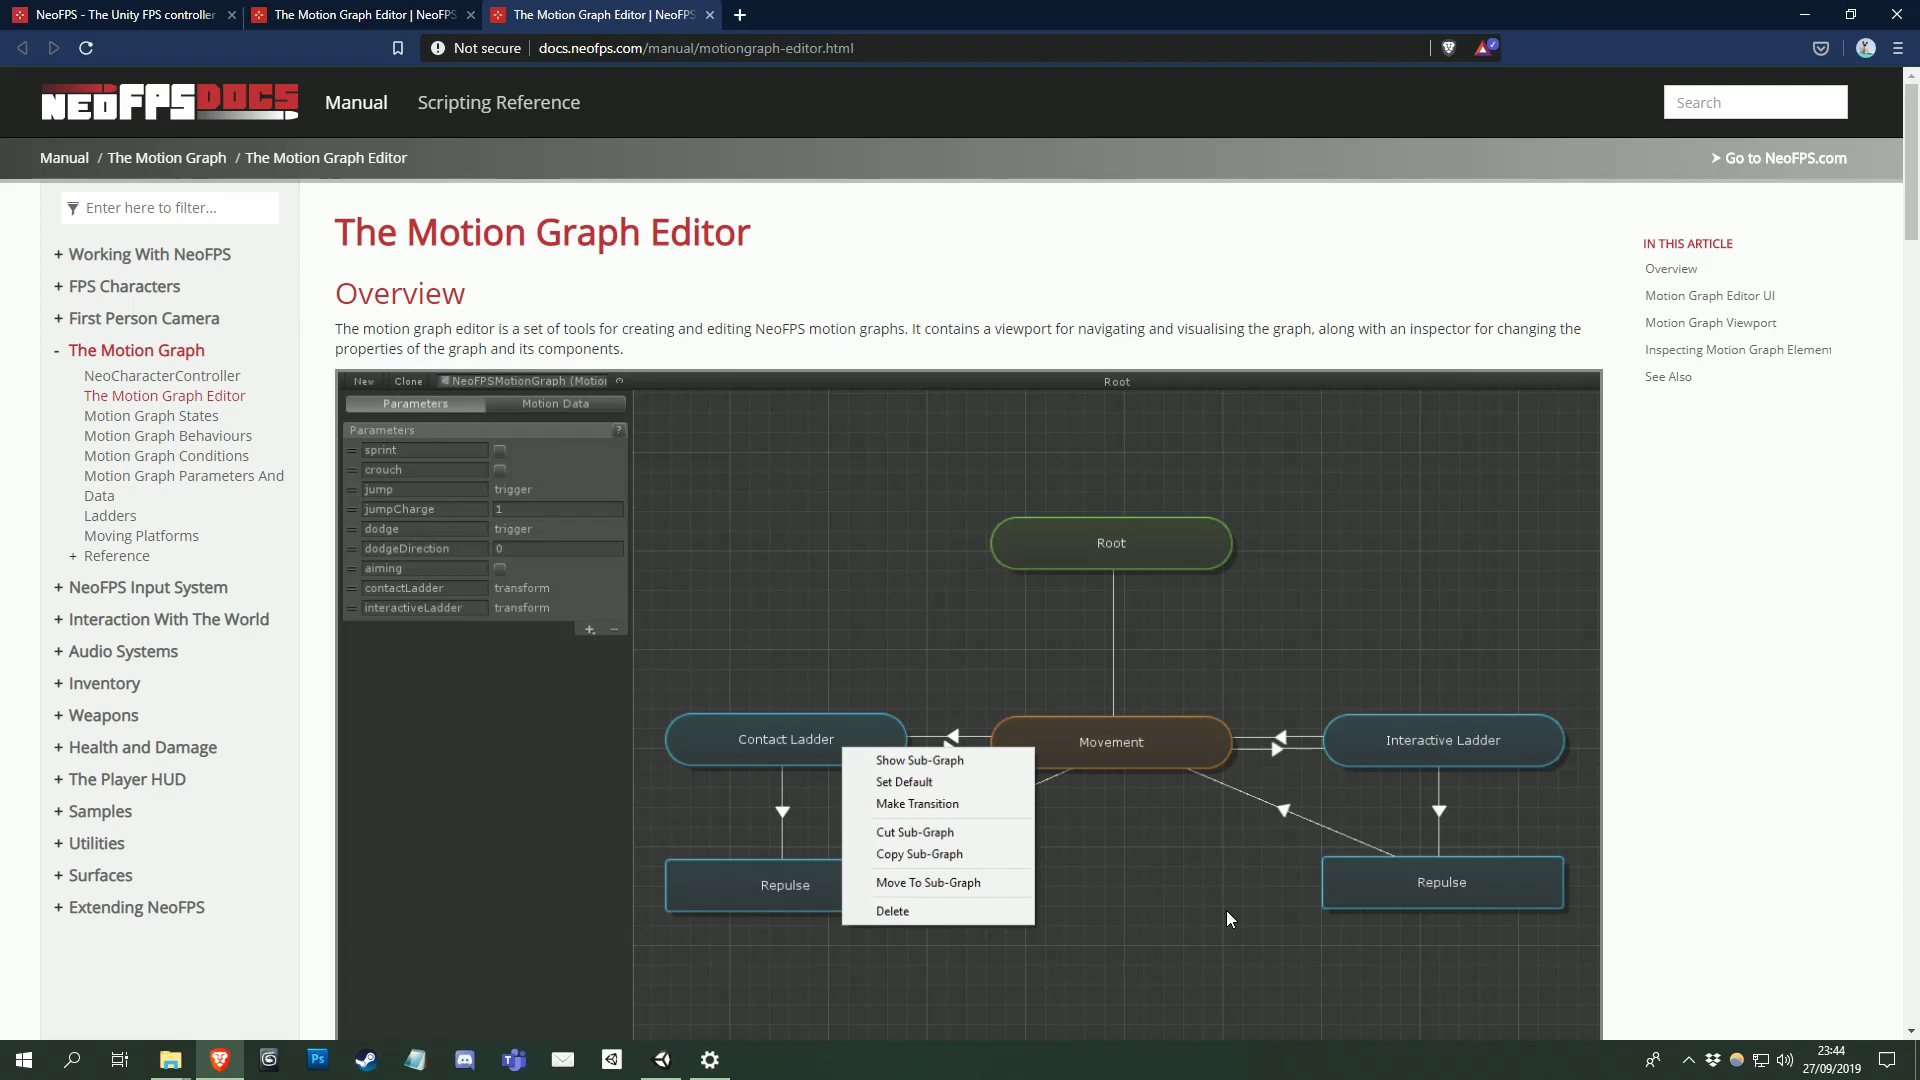 NeoFPS - The Unity FPS controller
The Motion Graph Editor | NeoFPS
The Motion Graph Editor | NeoFPS
Not secure
docs.neofps.com/manual/motiongraph-editor.html
NEOFPSDOCS
Manual
Scripting Reference
Search
Manual / The Motion Graph / The Motion Graph Editor
Go to NeoFPS.com
Enter here to filter...
+ Working With NeoFPS
+ FPS Characters
+ First Person Camera
- The Motion Graph
NeoCharacterController
The Motion Graph Editor
Motion Graph States
Motion Graph Behaviours
Motion Graph Conditions
Motion Graph Parameters And
Data
Ladders
Moving Platforms
+ Reference
+ NeoFPS Input System
+ Interaction With The World
+ Audio Systems
+ Inventory
+ Weapons
+ Health and Damage
+ The Player HUD
+ Samples
+ Utilities
+ Surfaces
+ Extending NeoFPS
The Motion Graph Editor
Overview
The motion graph editor is a set of tools for creating and editing NeoFPS motion graphs. It contains a viewport for navigating and visualising the graph, along with an inspector for changing the
properties of the graph and its components.
New
Clone
NeoFPSMotionGraph (Motion
Root
Parameters
Motion Data
Parameters
?
sprint
crouch
jump trigger
jumpCharge 1
dodge trigger
dodgeDirection 0
aiming
contactLadder transform
interactiveLadder transform
+ -
Root
Contact Ladder
Movement
Interactive Ladder
Show Sub-Graph
Set Default
Make Transition
Cut Sub-Graph
Copy Sub-Graph
Move To Sub-Graph
Delete
Repulse
Repulse
IN THIS ARTICLE
Overview
Motion Graph Editor UI
Motion Graph Viewport
Inspecting Motion Graph Element
See Also
Ps
23:44
27/09/2019